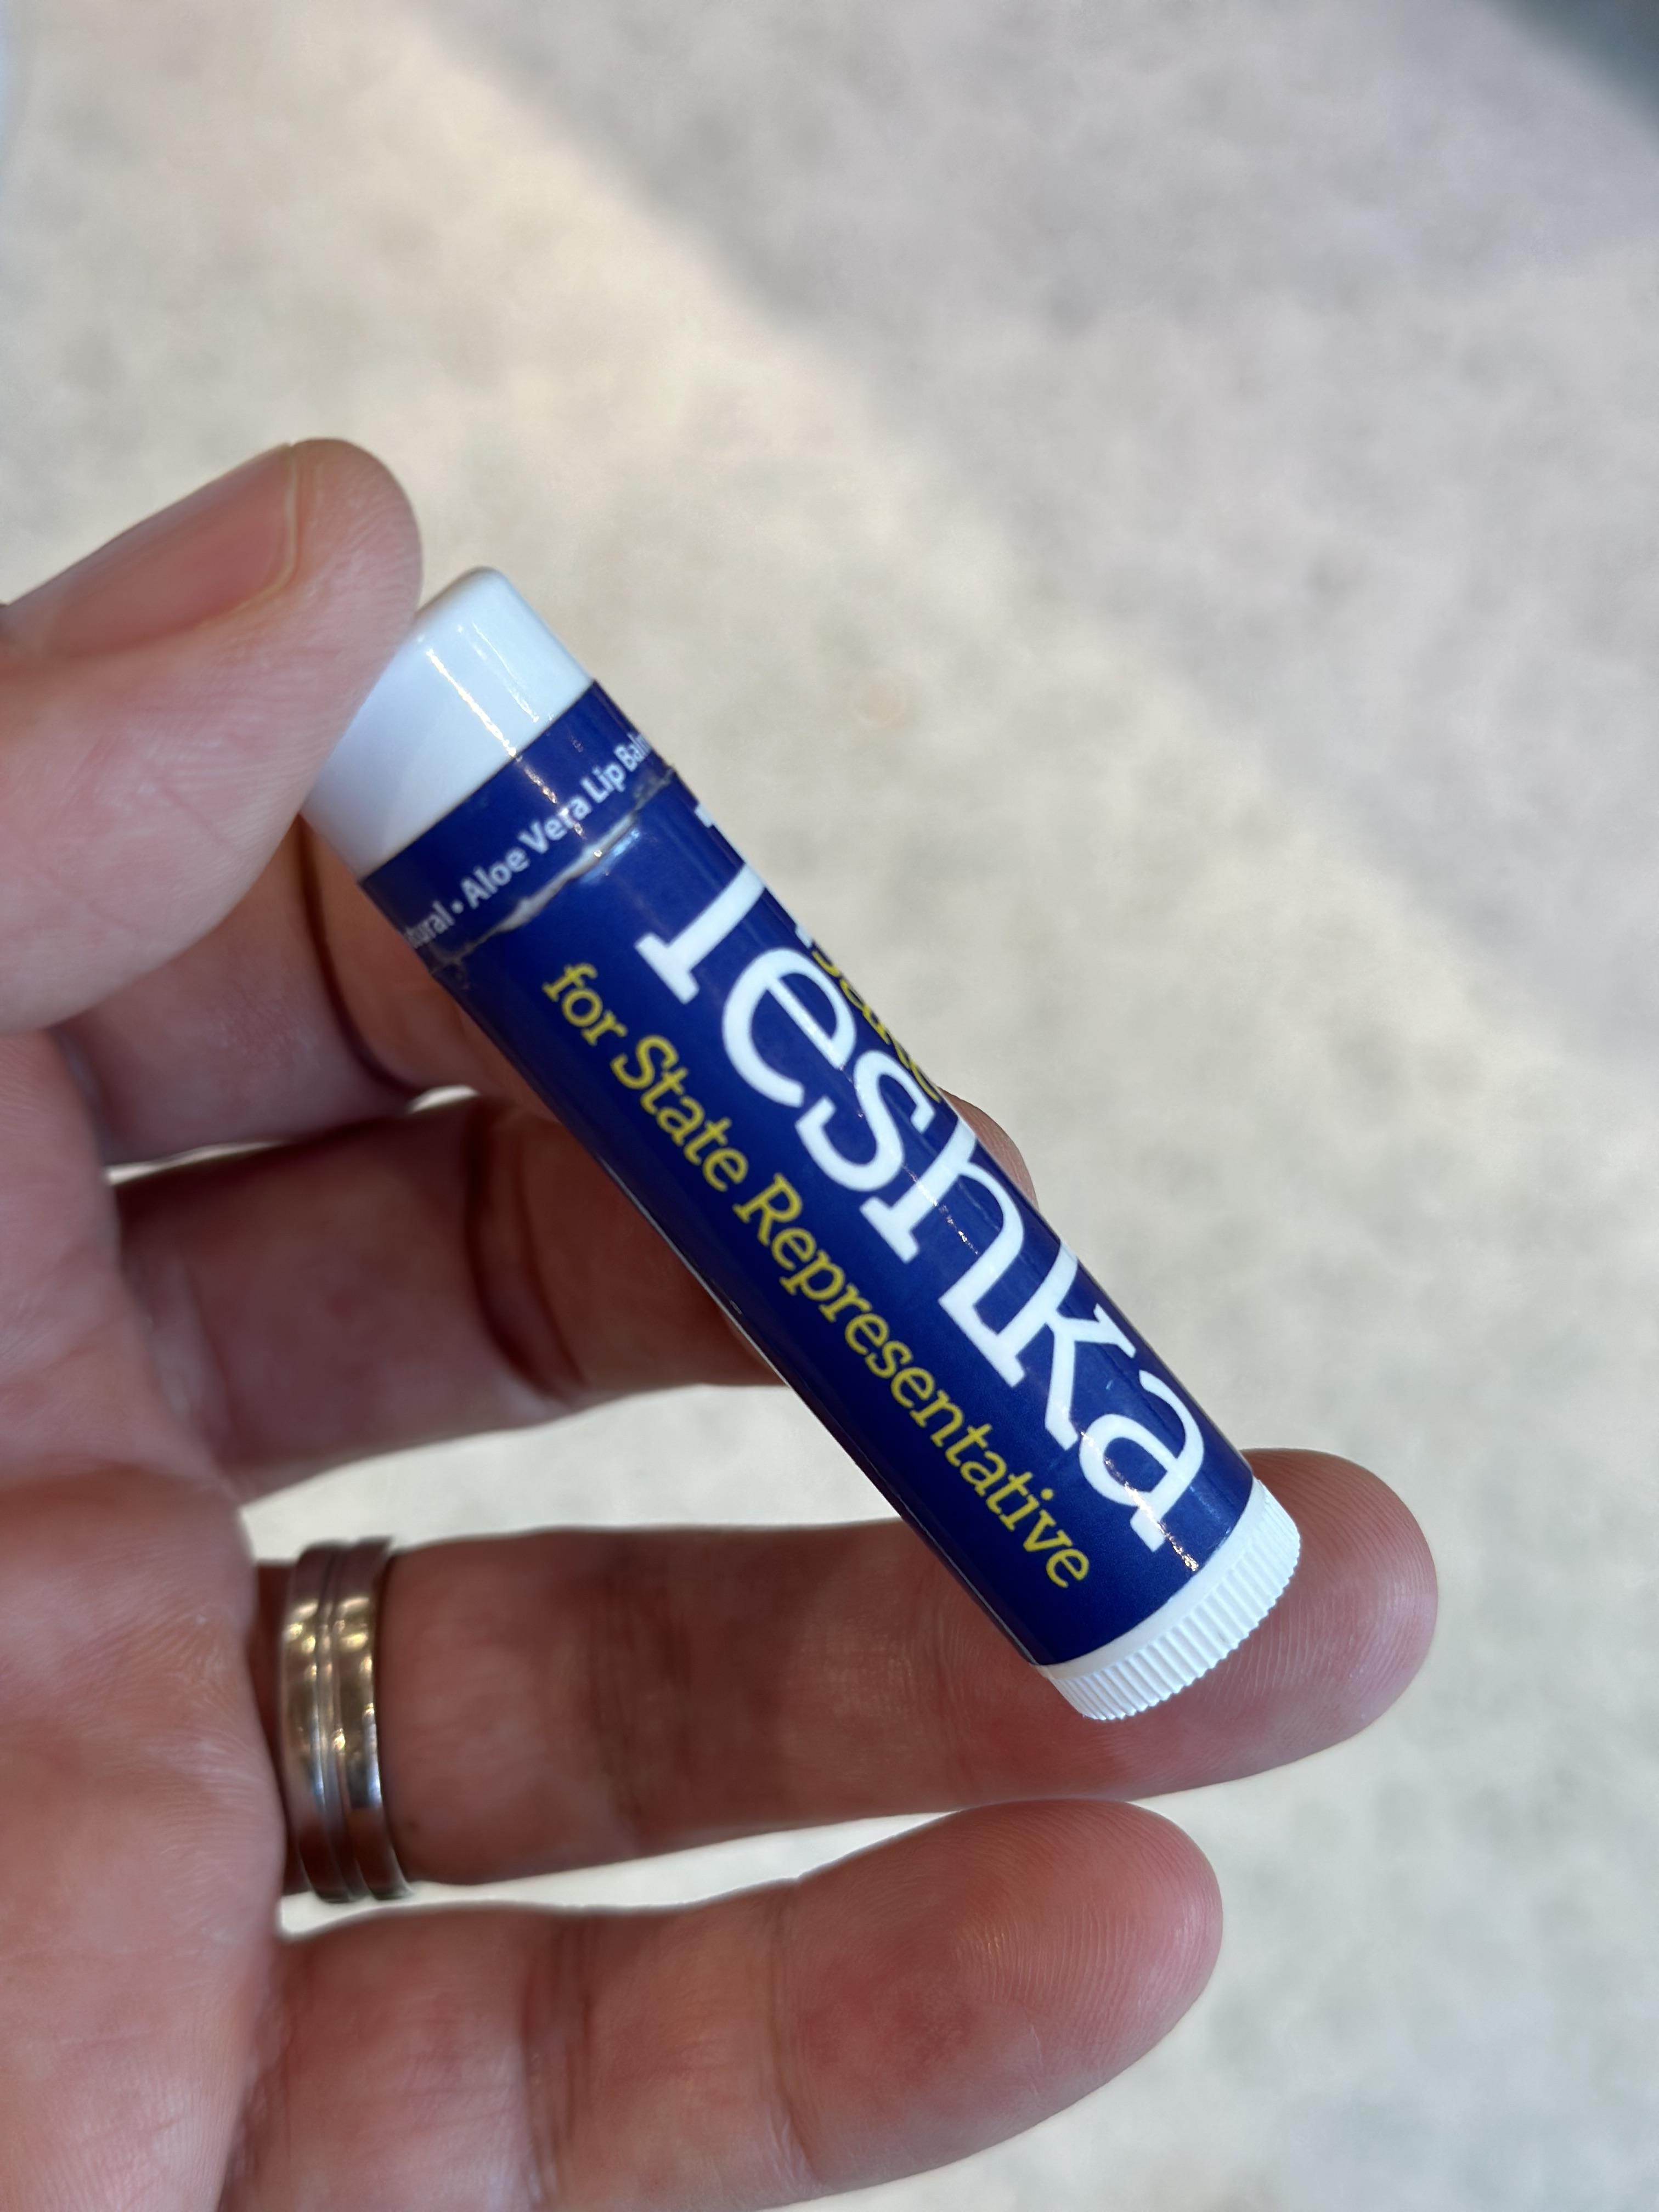 Aloe Vera Lip Balm
Teshka
for State Representative